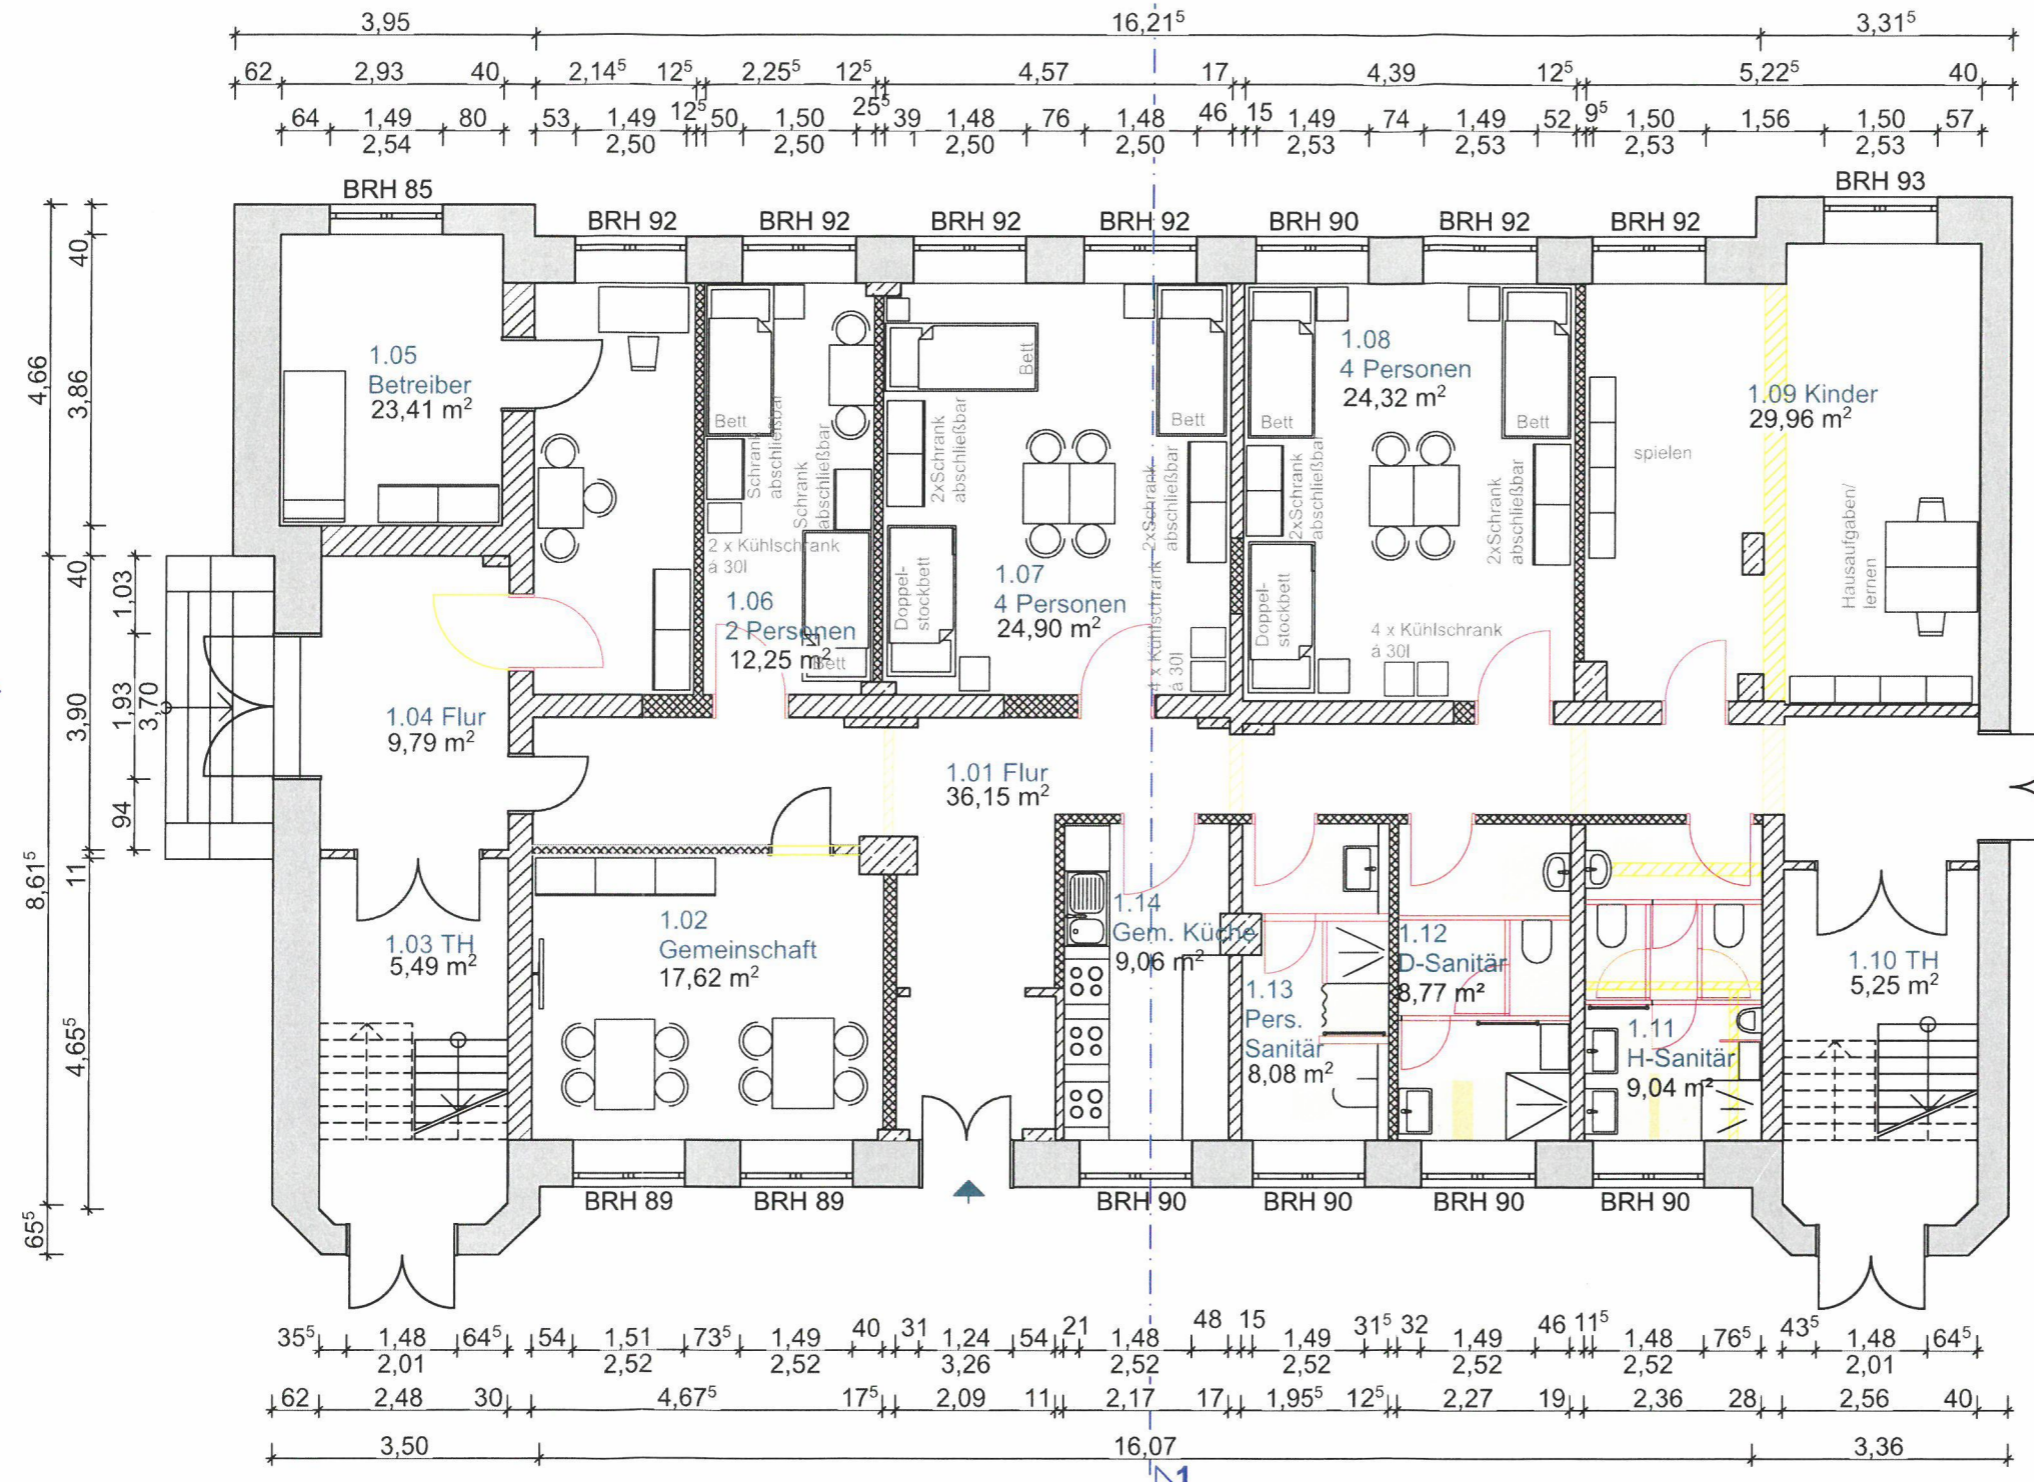 3,95 16,21⁵ 3,31⁵
62 2,93 40 2,14⁵ 12⁵ 2,25⁵ 12⁵ 4,57 17 4,39 12⁵ 5,22⁵ 40
64 1,49 80 53 1,49 12⁵ 50 1,50 25⁵ 39 1,48 76 1,48 46 15 1,49 74 1,49 52 9⁵ 1,50 1,56 1,50 57
2,54 2,50 2,50 2,50 2,50 2,53 2,53 2,53 2,53
BRH 85 BRH 93
BRH 92 BRH 92 BRH 92 BRH 92 BRH 90 BRH 92 BRH 92
4,66
8,61⁵
65⁵
40
3,86
40
3,90
11
4,65⁵
1,03
1,93
3,70
94
1.05
Betreiber
23,41 m²
Bett
Schrank
abschließbar
Schrank
abschließbar
2 x Kühlschrank
á 30l
1.06
2 Personen
12,25 m²
Bett
Bett
2xSchrank
abschließbar
Doppel-
stockbett
1.07
4 Personen
24,90 m²
Bett
2xSchrank
abschließbar
4 x Kühlschrank
á 30l
1.08
4 Personen
24,32 m²
Bett
Bett
2xSchrank
abschließbar
2xSchrank
abschließbar
Doppel-
stockbett
4 x Kühlschrank
á 30l
1.09 Kinder
29,96 m²
spielen
Hausaufgaben/
lernen
1.04 Flur
9,79 m²
1.01 Flur
36,15 m²
1.03 TH
5,49 m²
1.02
Gemeinschaft
17,62 m²
1.14
Gem. Küche
9,06 m²
1.13
Pers.
Sanitär
8,08 m²
1.12
D-Sanitär
8,77 m²
1.11
H-Sanitär
9,04 m²
1.10 TH
5,25 m²
BRH 89 BRH 89 BRH 90 BRH 90 BRH 90 BRH 90
35⁵ 1,48 64⁵ 54 1,51 73⁵ 1,49 40 31 1,24 54 21 1,48 48 15 1,49 31⁵ 32 1,49 46 11⁵ 1,48 76⁵ 43⁵ 1,48 64⁵
2,01 2,52 2,52 3,26 2,52 2,52 2,52 2,52 2,01
62 2,48 30 4,67⁵ 17⁵ 2,09 11 2,17 17 1,95⁵ 12⁵ 2,27 19 2,36 28 2,56 40
3,50 16,07 3,36
1